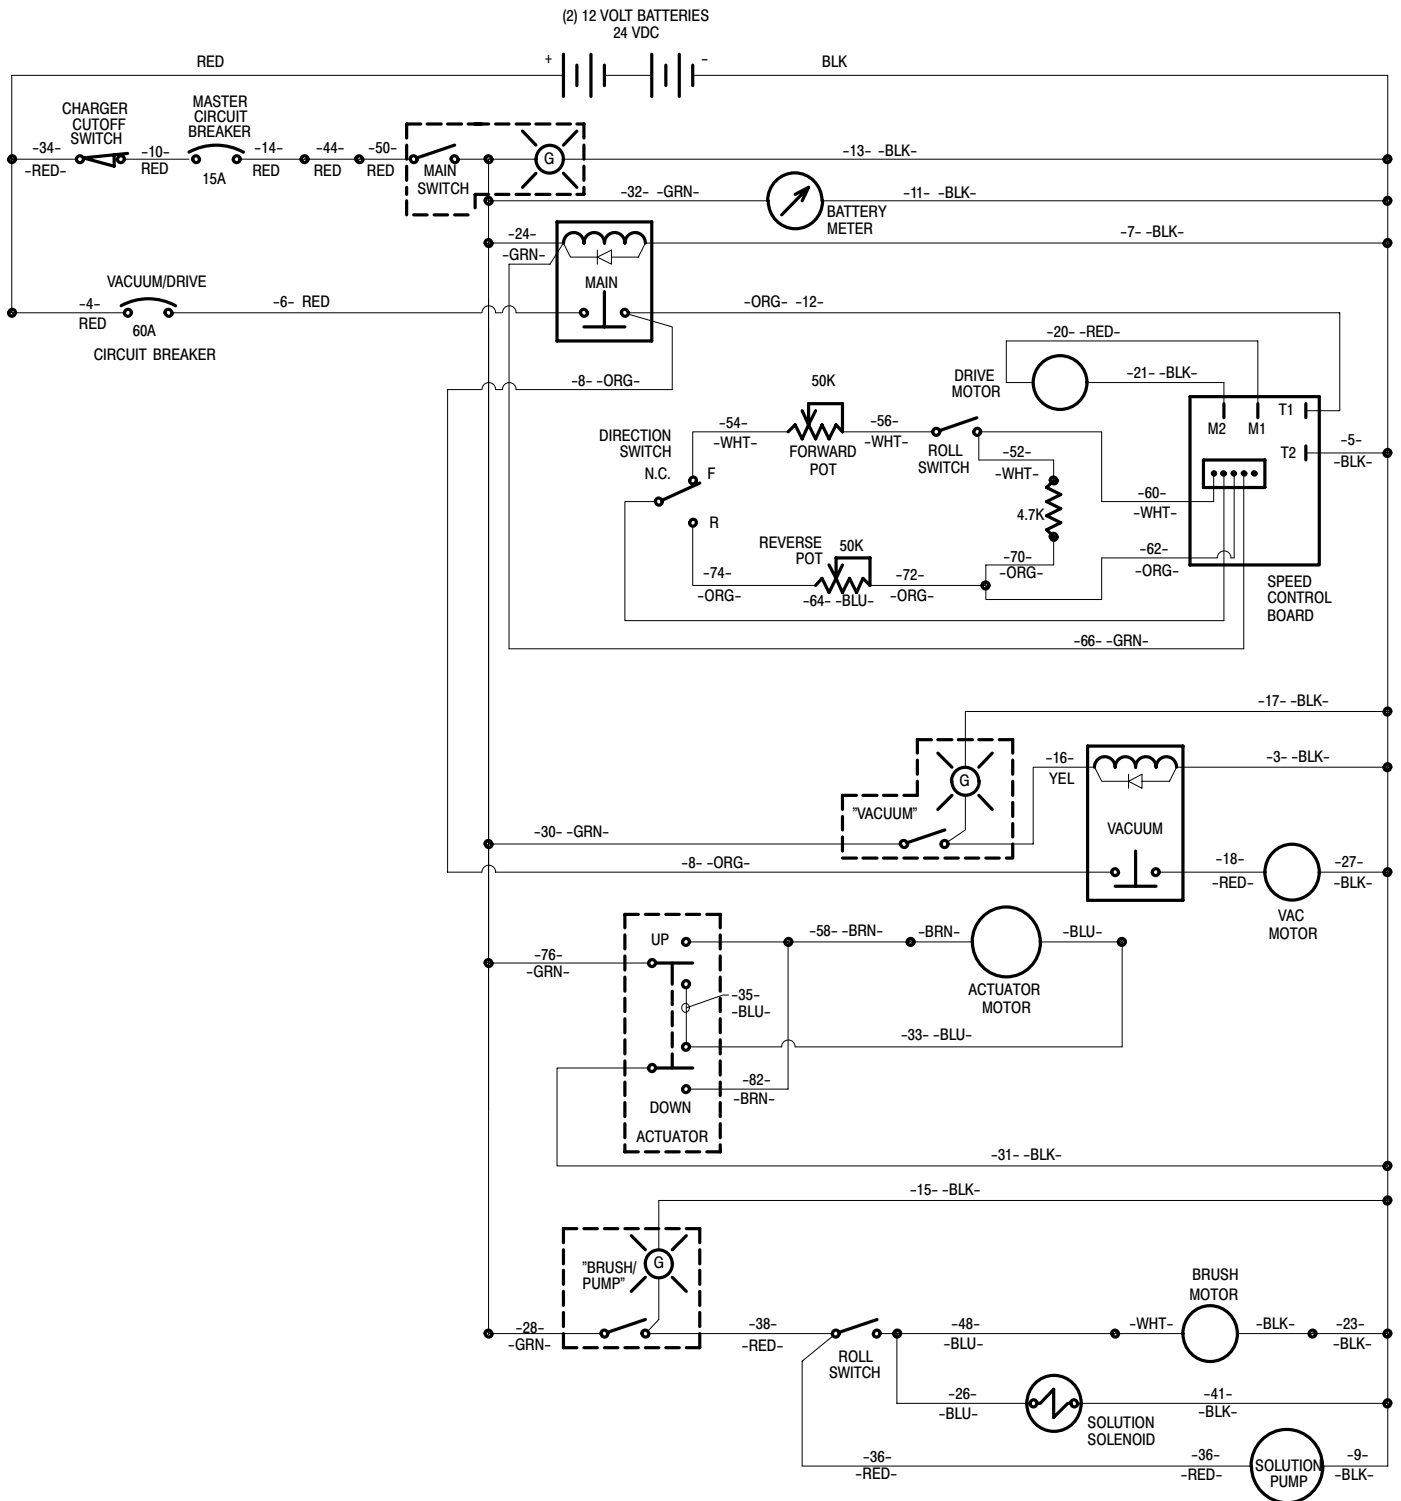 (2) 12 VOLT BATTERIES
24 VDC
RED
+
-
BLK
CHARGER
CUTOFF
SWITCH
MASTER
CIRCUIT
BREAKER
-34-
-RED-
-10-
RED
15A
-14-
RED
-44-
RED
-50-
RED
MAIN
SWITCH
G
-13- -BLK-
-32- -GRN-
BATTERY
METER
-11- -BLK-
-24-
-GRN-
MAIN
-7- -BLK-
VACUUM/DRIVE
-4-
RED
60A
CIRCUIT BREAKER
-6- RED
-ORG- -12-
-20- -RED-
-8- -ORG-
DRIVE
MOTOR
-21- -BLK-
M2
M1
T1
T2
-5-
-BLK-
50K
DIRECTION
SWITCH
N.C.
F
R
-54-
-WHT-
FORWARD
POT
-56-
-WHT-
ROLL
SWITCH
-52-
-WHT-
4.7K
-60-
-WHT-
REVERSE
POT
50K
-74-
-ORG-
-64- -BLU-
-72-
-ORG-
-70-
-ORG-
-62-
-ORG-
SPEED
CONTROL
BOARD
-66- -GRN-
-17- -BLK-
G
"VACUUM"
-16-
YEL
-3- -BLK-
VACUUM
-30- -GRN-
-8- -ORG-
-18-
-RED-
-27-
-BLK-
VAC
MOTOR
UP
-76-
-GRN-
-58- -BRN-
-BRN-
-BLU-
ACTUATOR
MOTOR
-35-
-BLU-
-33- -BLU-
-82-
-BRN-
DOWN
ACTUATOR
-31- -BLK-
-15- -BLK-
G
"BRUSH/
PUMP"
-28-
-GRN-
-38-
-RED-
ROLL
SWITCH
-48-
-BLU-
-WHT-
BRUSH
MOTOR
-BLK-
-23-
-BLK-
-26-
-BLU-
SOLUTION
SOLENOID
-41-
-BLK-
-36-
-RED-
-36-
-RED-
SOLUTION
PUMP
-9-
-BLK-